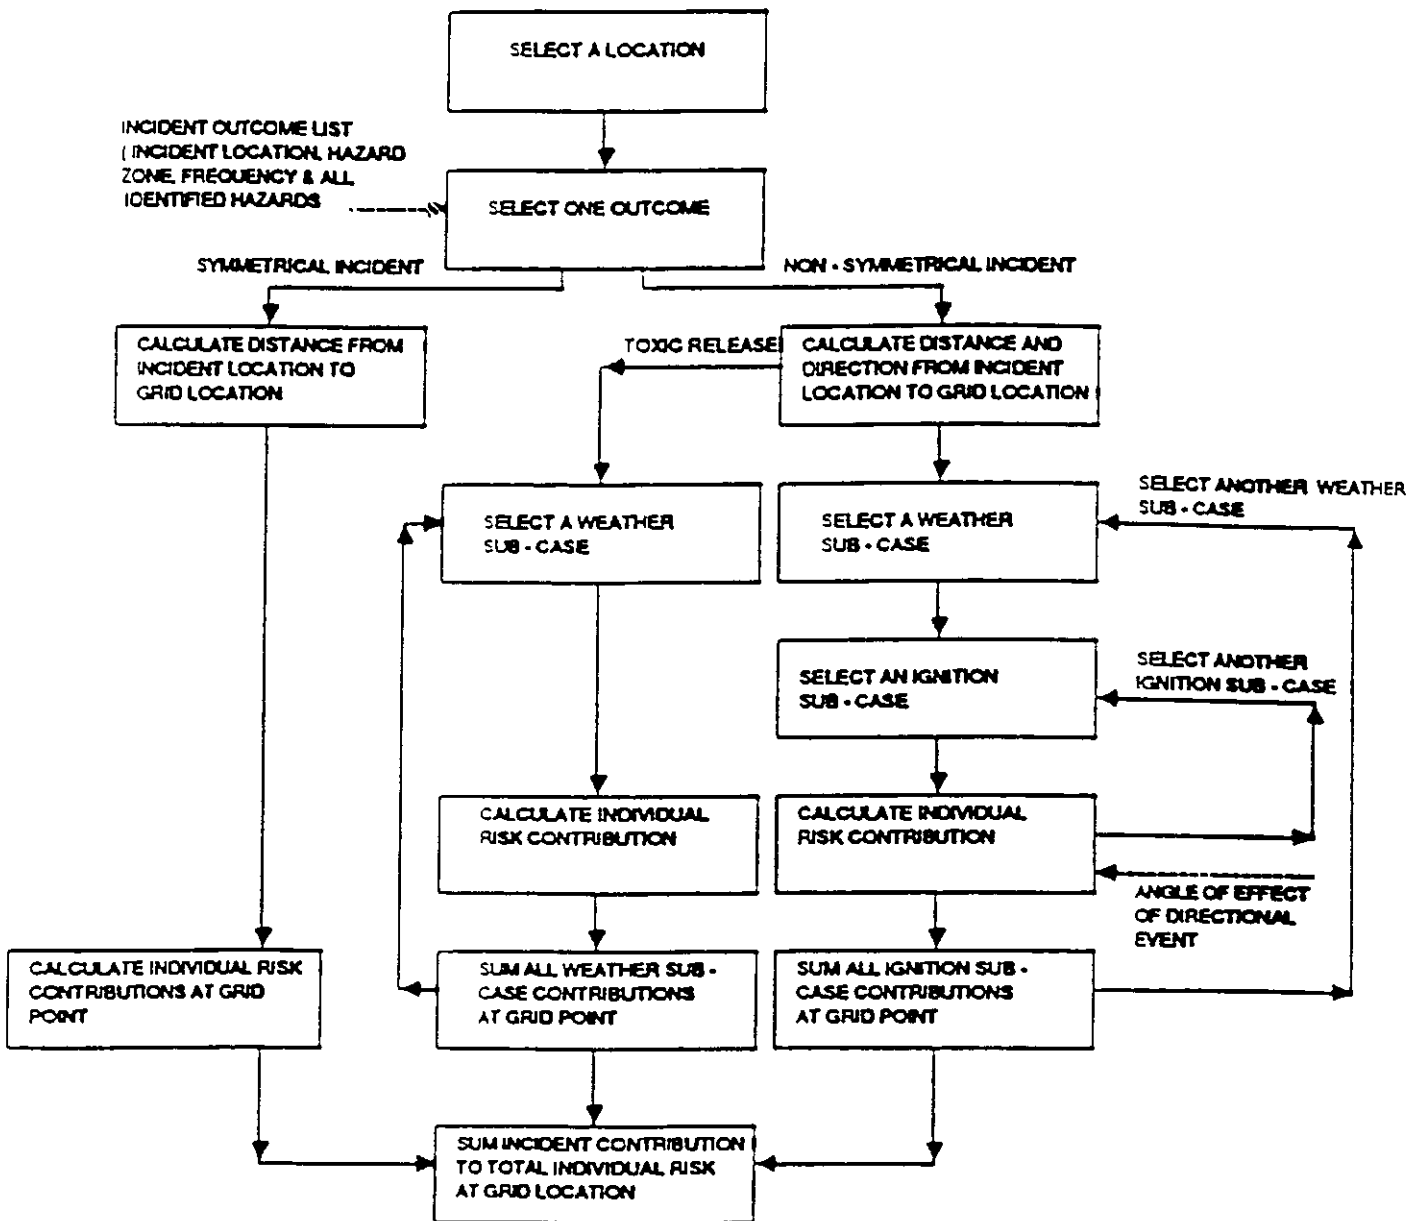 SELECT A LOCATION
INCIDENT OUTCOME LIST
( INCIDENT LOCATION, HAZARD
ZONE, FREQUENCY & ALL
IDENTIFIED HAZARDS
SELECT ONE OUTCOME
SYMMETRICAL INCIDENT
NON - SYMMETRICAL INCIDENT
CALCULATE DISTANCE FROM
INCIDENT LOCATION TO
GRID LOCATION
TOXIC RELEASE
CALCULATE DISTANCE AND
DIRECTION FROM INCIDENT
LOCATION TO GRID LOCATION
SELECT A WEATHER
SUB - CASE
SELECT A WEATHER
SUB - CASE
SELECT ANOTHER WEATHER
SUB - CASE
SELECT AN IGNITION
SUB - CASE
SELECT ANOTHER
IGNITION SUB - CASE
CALCULATE INDIVIDUAL
RISK CONTRIBUTION
CALCULATE INDIVIDUAL
RISK CONTRIBUTION
ANGLE OF EFFECT
OF DIRECTIONAL
EVENT
CALCULATE INDIVIDUAL RISK
CONTRIBUTIONS AT GRID
POINT
SUM ALL WEATHER SUB -
CASE CONTRIBUTIONS
AT GRID POINT
SUM ALL IGNITION SUB -
CASE CONTRIBUTIONS
AT GRID POINT
SUM INCIDENT CONTRIBUTION
TO TOTAL INDIVIDUAL RISK
AT GRID LOCATION